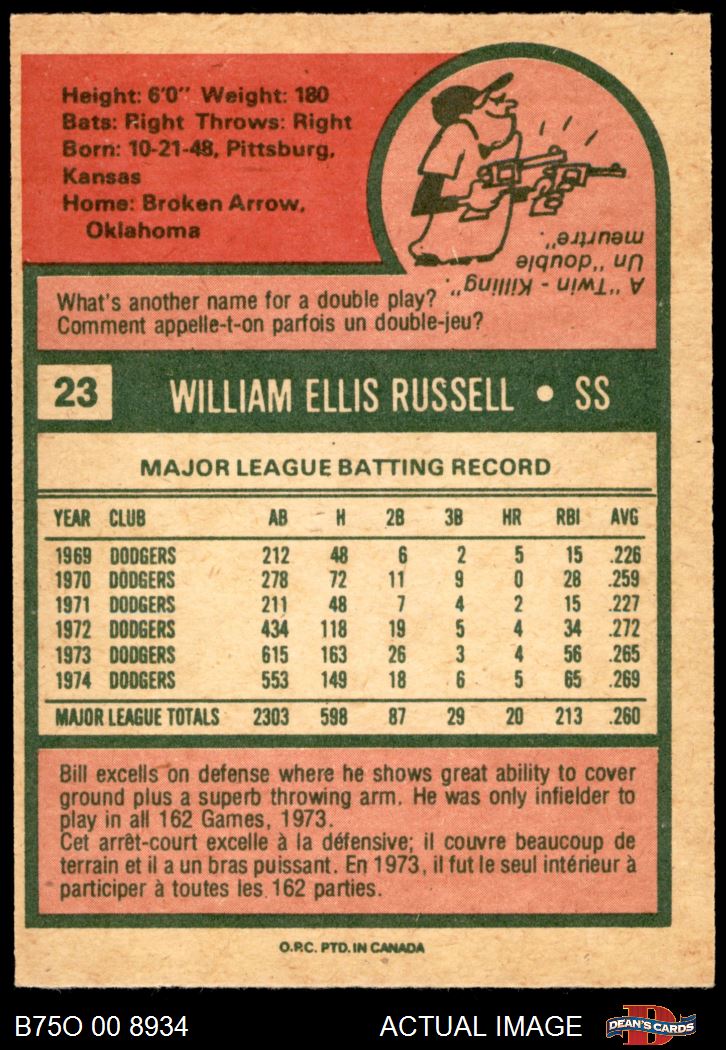 Height: 6'0" Weight: 180
Bats: Right Throws: Right
Born: 10-21-48, Pittsburg,
Kansas
Home: Broken Arrow,
Oklahoma
What's another name for a double play?
Comment appelle-t-on parfois un double-jeu?
A "Twin - Killing".
Un "double
meurtre".
23 WILLIAM ELLIS RUSSELL • SS
MAJOR LEAGUE BATTING RECORD
YEAR CLUB AB H 2B 3B HR RBI AVG
1969 DODGERS 212 48 6 2 5 15 .226
1970 DODGERS 278 72 11 9 0 28 .259
1971 DODGERS 211 48 7 4 2 15 .227
1972 DODGERS 434 118 19 5 4 34 .272
1973 DODGERS 615 163 26 3 4 56 .265
1974 DODGERS 553 149 18 6 5 65 .269
MAJOR LEAGUE TOTALS 2303 598 87 29 20 213 .260
Bill excells on defense where he shows great ability to cover
ground plus a superb throwing arm. He was only infielder to
play in all 162 Games, 1973.
Cet arrêt-court excelle à la défensive; il couvre beaucoup de
terrain et il a un bras puissant. En 1973, il fut le seul intérieur à
participer à toutes les 162 parties.
O.P.C. PTD. IN CANADA
B75O 00 8934 ACTUAL IMAGE
DEAN'S CARDS